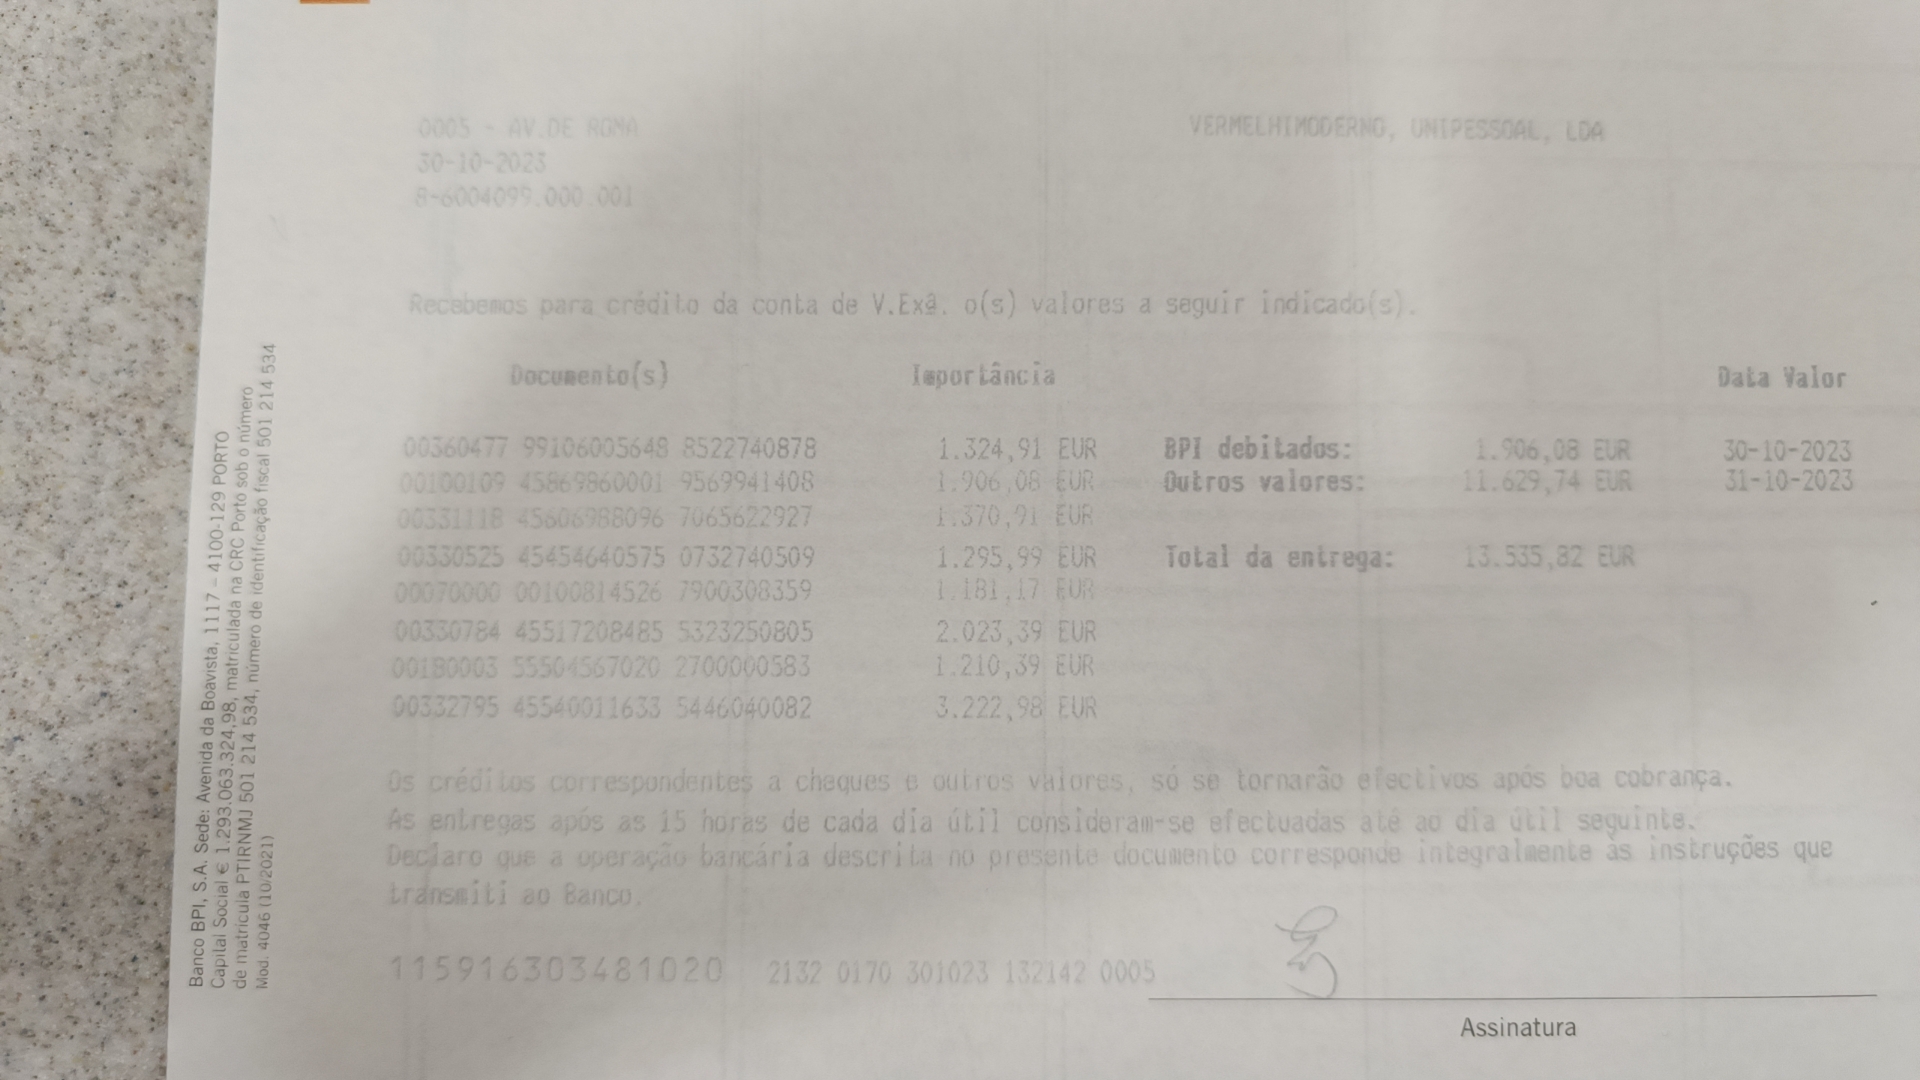 0005 - AV.DE ROMA
VERMELHIMODERNO, UNIPESSOAL, LDA
30-10-2023
8-6004099.000.001
Recebemos para crédito da conta de V.Exª. o(s) valores a seguir indicado(s).
Documento(s) Importância Data Valor
00360477 99106005648 8522740878 1.324,91 EUR BPI debitados: 1.906,08 EUR 30-10-2023
00100109 45869860001 9569941408 1.906,08 EUR Outros valores: 11.629,74 EUR 31-10-2023
00331118 45606988096 7065622927 1.370,91 EUR
00330525 45454640575 0732740509 1.295,99 EUR Total da entrega: 13.535,82 EUR
00070000 00100814526 7900308359 1.181,17 EUR
00330784 45517208485 5323250805 2.023,39 EUR
00180003 55504567020 2700000583 1.210,39 EUR
00332795 45540011633 5446040082 3.222,98 EUR
Os créditos correspondentes a cheques e outros valores, só se tornarão efectivos após boa cobrança.
As entregas após as 15 horas de cada dia útil consideram-se efectuadas até ao dia útil seguinte.
Declaro que a operação bancária descrita no presente documento corresponde integralmente às instruções que
transmiti ao Banco.
115916303481020 2132 0170 301023 132142 0005
Assinatura
Banco BPI, S.A. Sede: Avenida da Boavista, 1117 - 4100-129 PORTO
Capital Social € 1.293.063.324,98, matriculada na CRC Porto sob o número
de matrícula PTIRNMJ 501 214 534, número de identificação fiscal 501 214 534
Mod. 4046 (10/2021)